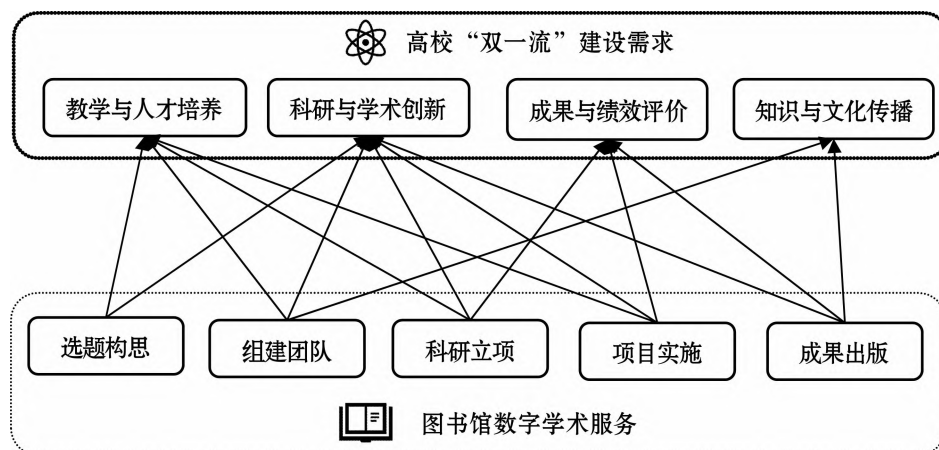 高校“双一流”建设需求
教学与人才培养
科研与学术创新
成果与绩效评价
知识与文化传播
选题构思
组建团队
科研立项
项目实施
成果出版
图书馆数字学术服务